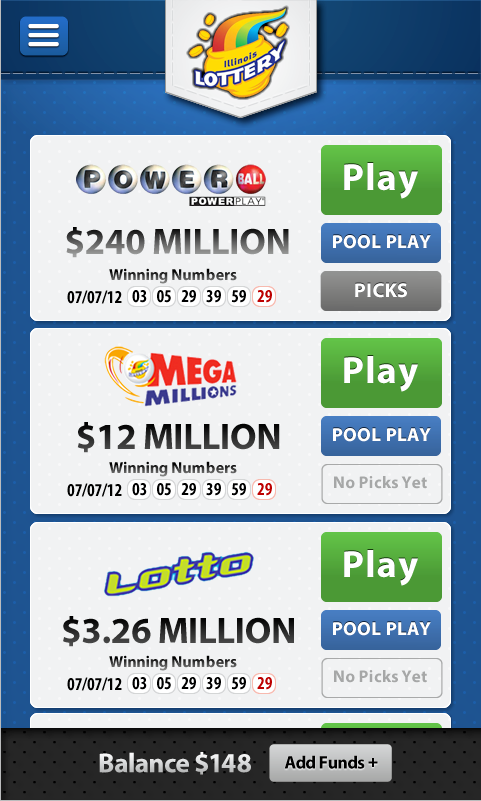 Illinois
LOTTERY
POWERBALL
POWERPLAY
Play
$240 MILLION
POOL PLAY
Winning Numbers
07/07/12 03 05 29 39 59 29
PICKS
MEGA
MILLIONS
Play
$12 MILLION
POOL PLAY
Winning Numbers
07/07/12 03 05 29 39 59 29
No Picks Yet
Lotto
Play
$3.26 MILLION
POOL PLAY
Winning Numbers
07/07/12 03 05 29 39 59 29
No Picks Yet
Balance $148
Add Funds +